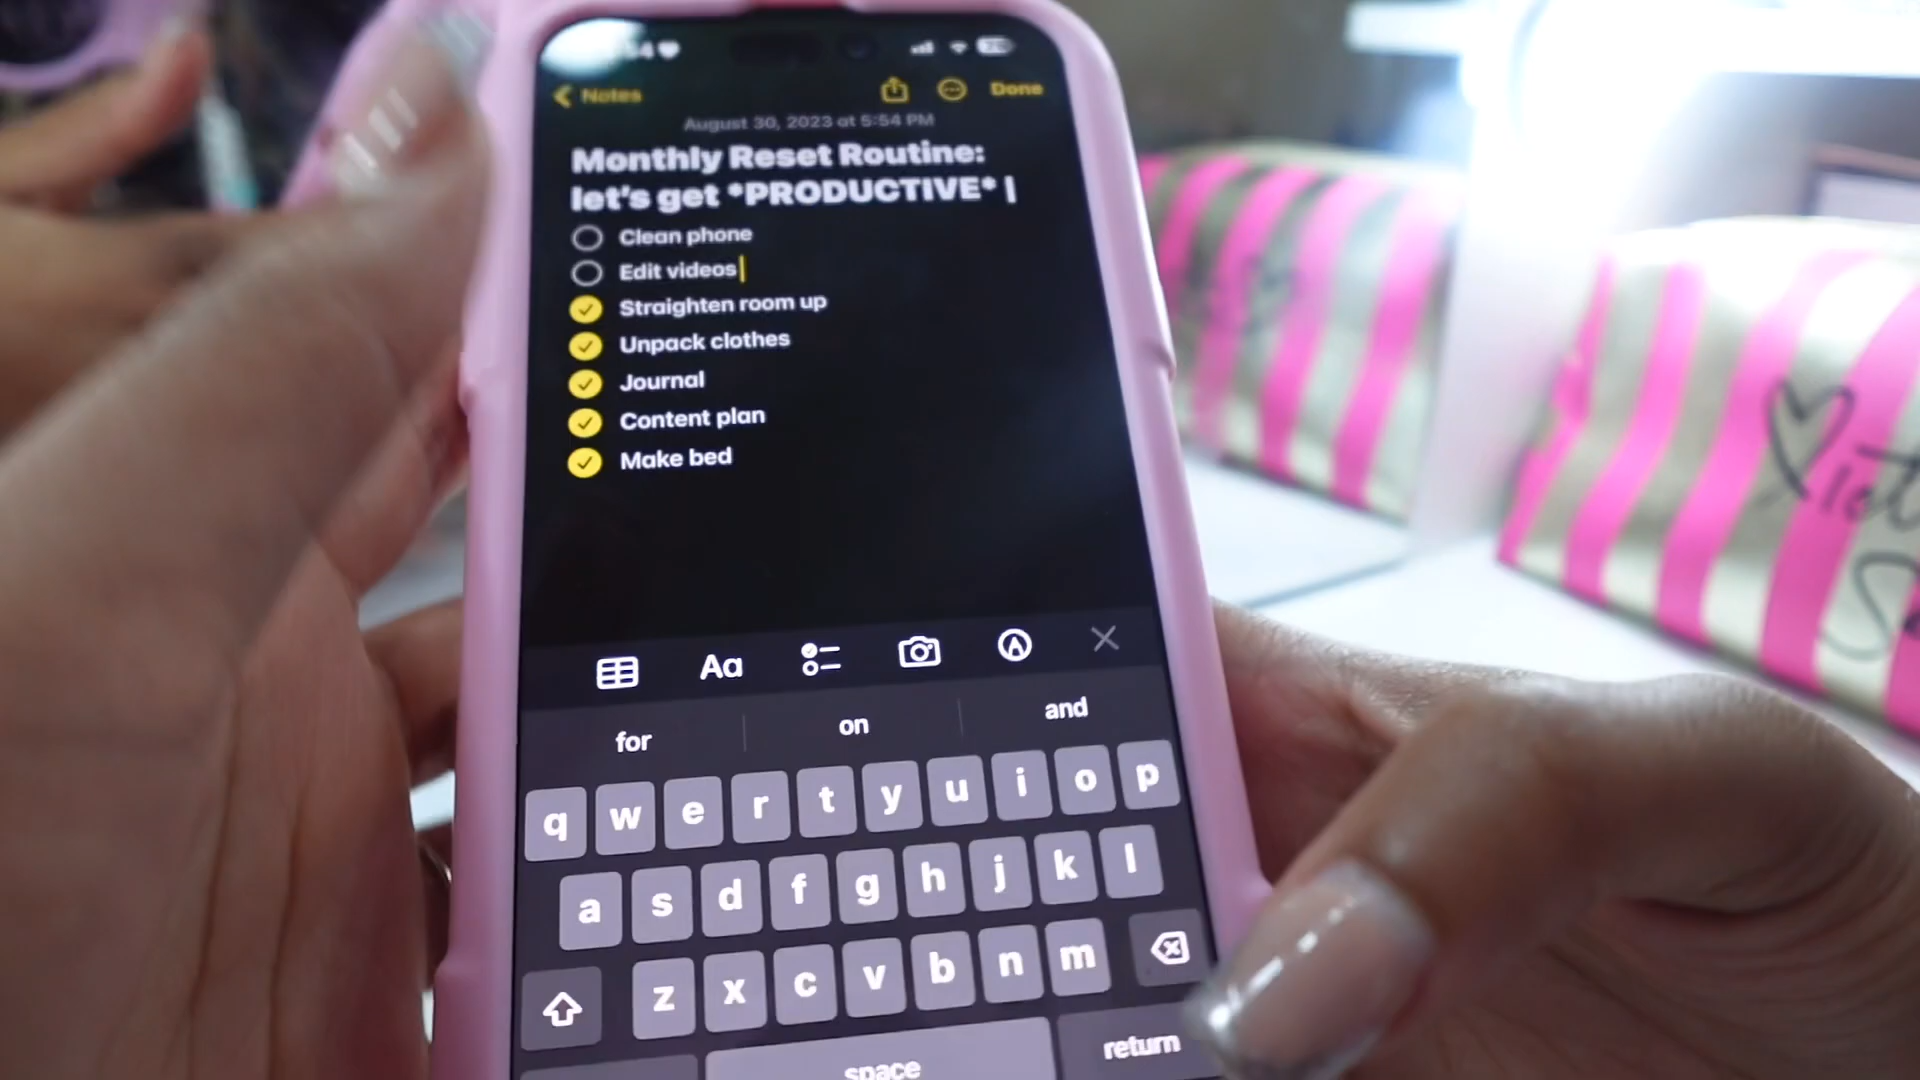 Notes
Done
August 30, 2023 at 5:54 PM
Monthly Reset Routine:
let's get *PRODUCTIVE* |
Clean phone
Edit videos
Straighten room up
Unpack clothes
Journal
Content plan
Make bed
Aa
for on and
q w e r t y u i o p
a s d f g h j k l
z x c v b n m
space return